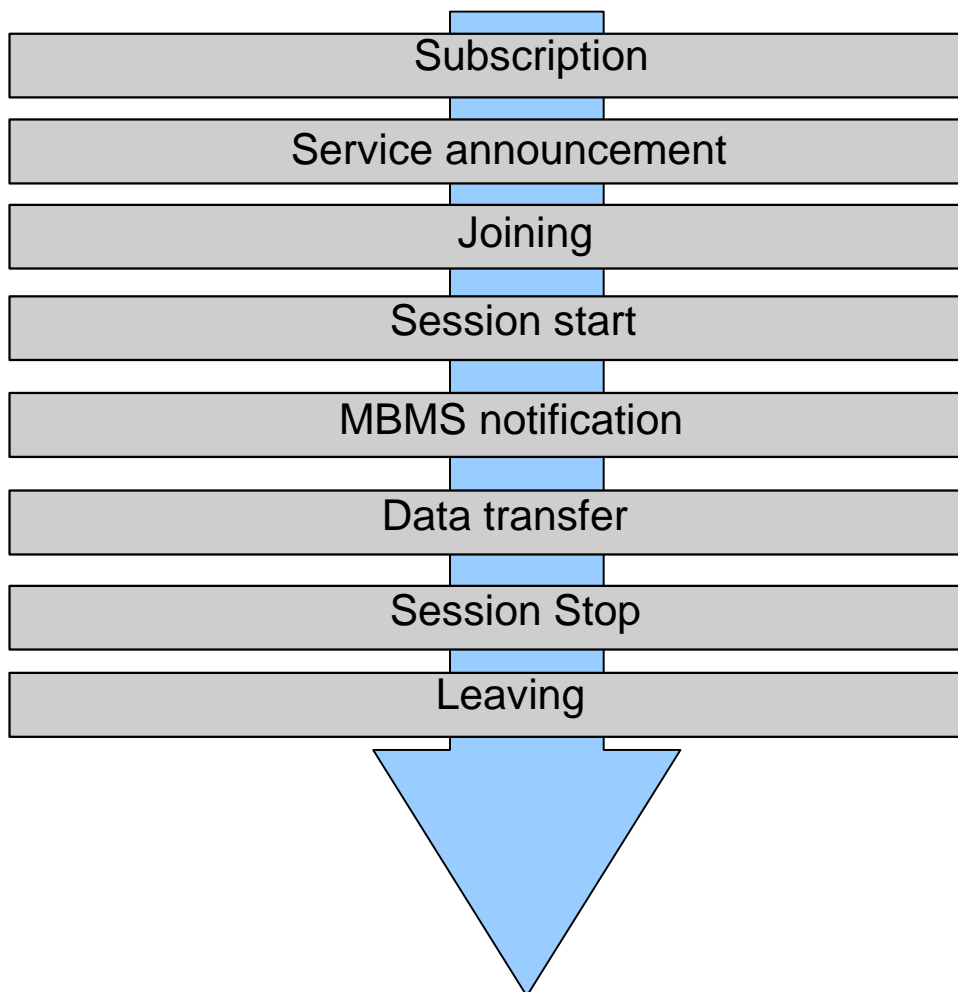 Subscription
Service announcement
Joining
Session start
MBMS notification
Data transfer
Session Stop
Leaving